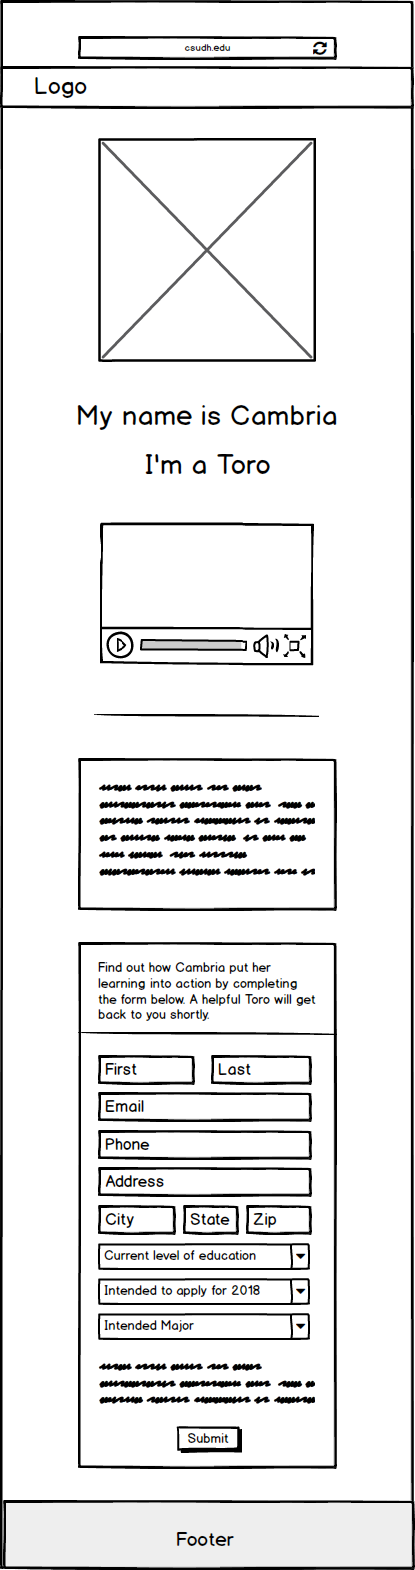 csudh.edu
Logo
My name is Cambria
I'm a Toro
Find out how Cambria put her
learning into action by completing
the form below. A helpful Toro will get
back to you shortly.
First Last
Email
Phone
Address
City State Zip
Current level of education
Intended to apply for 2018
Intended Major
Submit
Footer